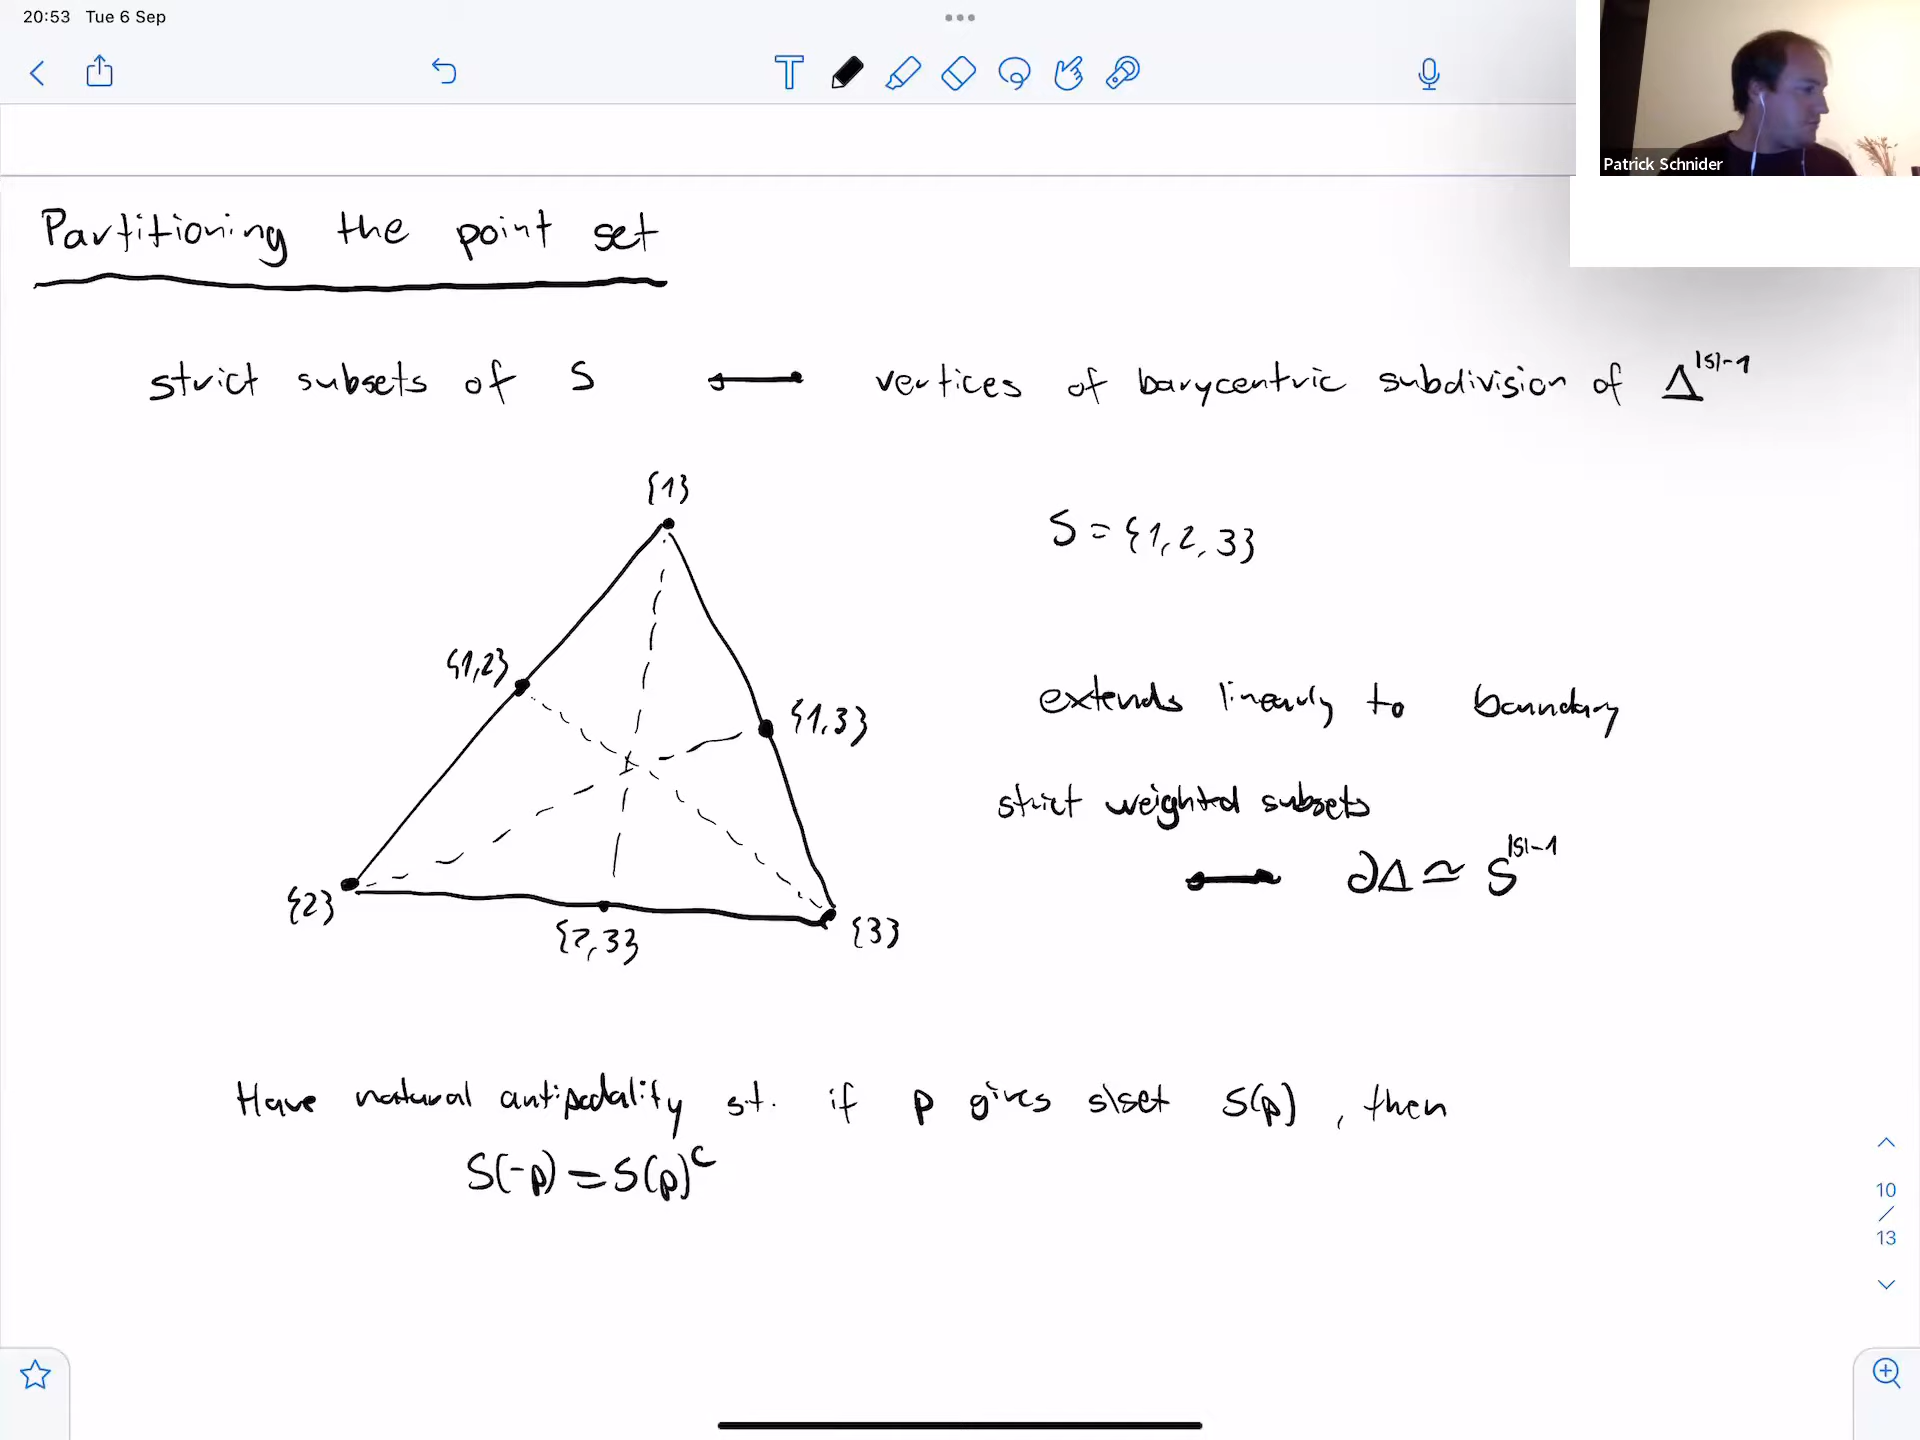 20:53 Tue 6 Sep
Patrick Schnider
Partitioning the point set
strict subsets of S ⟷ vertices of barycentric subdivision of Δ^{|S|-1}
{1}
S = {1, 2, 3}
{1,2}
{1,3}
extends linearly to boundary
strict weighted subsets
⟷ ∂Δ ≃ S^{|S|-1}
{2}
{2,3}
{3}
Have natural antipodality s.t. if p gives s\set S(p), then
S(-p) = S(p)^c
10
/
13